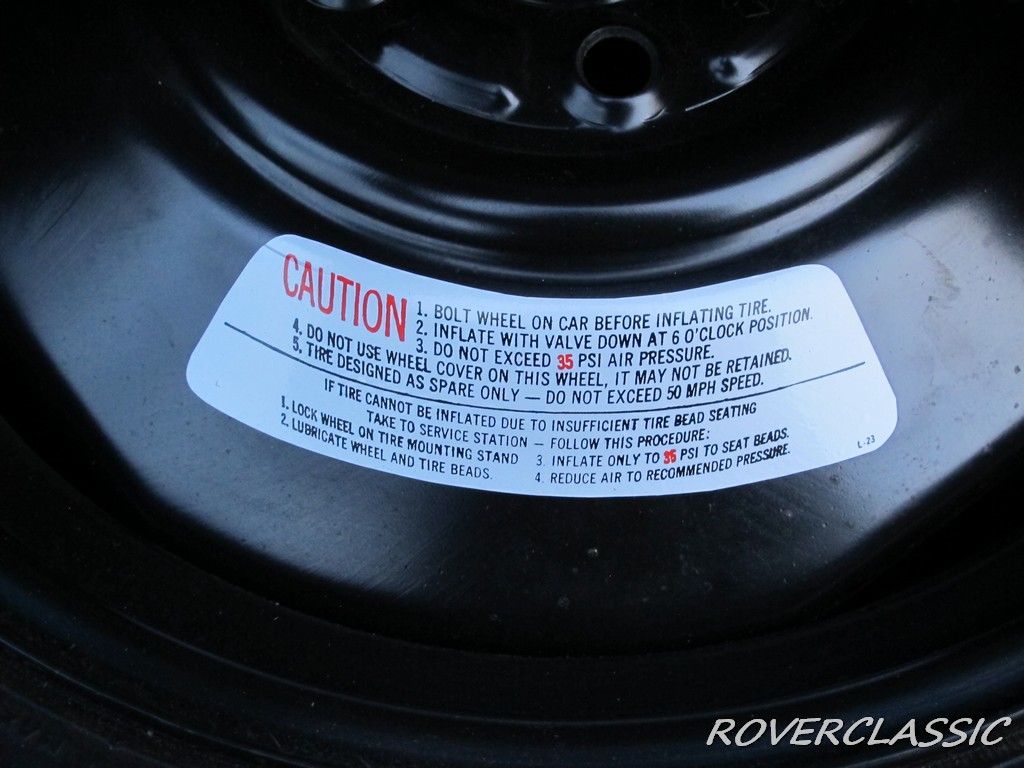 CAUTION
1. BOLT WHEEL ON CAR BEFORE INFLATING TIRE.
2. INFLATE WITH VALVE DOWN AT 6 O'CLOCK POSITION.
3. DO NOT EXCEED 35 PSI AIR PRESSURE.
4. DO NOT USE WHEEL COVER ON THIS WHEEL, IT MAY NOT BE RETAINED.
5. TIRE DESIGNED AS SPARE ONLY — DO NOT EXCEED 50 MPH SPEED.
IF TIRE CANNOT BE INFLATED DUE TO INSUFFICIENT TIRE BEAD SEATING
TAKE TO SERVICE STATION — FOLLOW THIS PROCEDURE:
1. LOCK WHEEL ON TIRE MOUNTING STAND
2. LUBRICATE WHEEL AND TIRE BEADS.
3. INFLATE ONLY TO 35 PSI TO SEAT BEADS.
4. REDUCE AIR TO RECOMMENDED PRESSURE.
L-23
ROVERCLASSIC